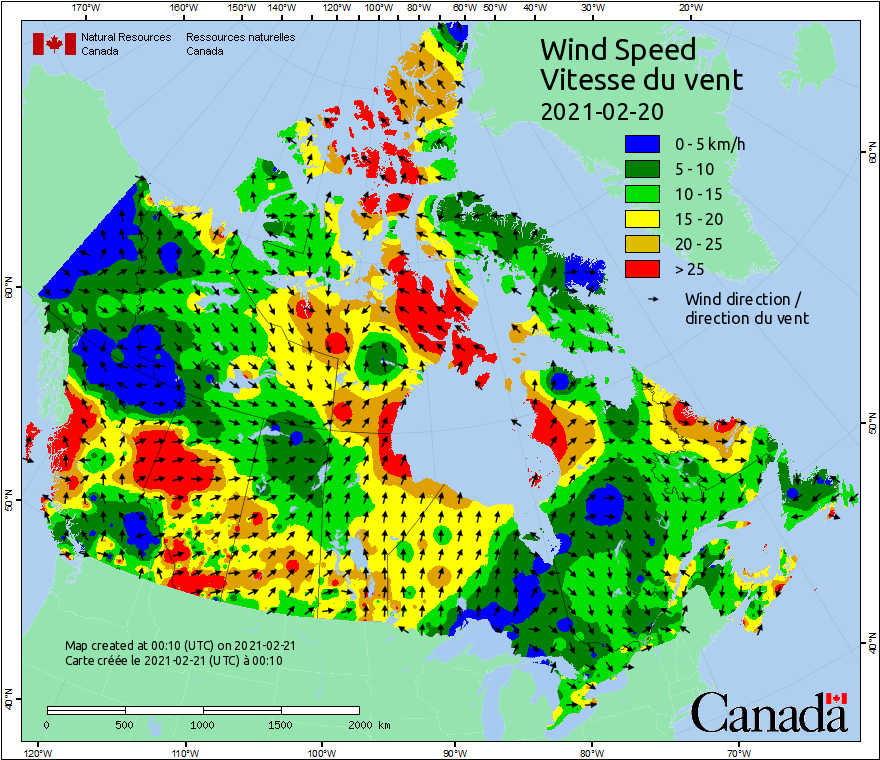 170°W 160°W 150°W 140°W 130°W 120°W 110°W 100°W 80°W 60°W 50°W 40°W 30°W 20°W
Natural Resources Ressources naturelles
Canada Canada
Wind Speed
Vitesse du vent
2021-02-20
0 - 5 km/h
5 - 10
10 - 15
15 - 20
20 - 25
> 25
Wind direction /
direction du vent
60°N
60°N
50°N
50°N
40°N
40°N
Map created at 00:10 (UTC) on 2021-02-21
Carte créée le 2021-02-21 (UTC) à 00:10
0 500 1000 1500 2000 km
Canada
120°W 110°W 100°W 90°W 80°W 70°W